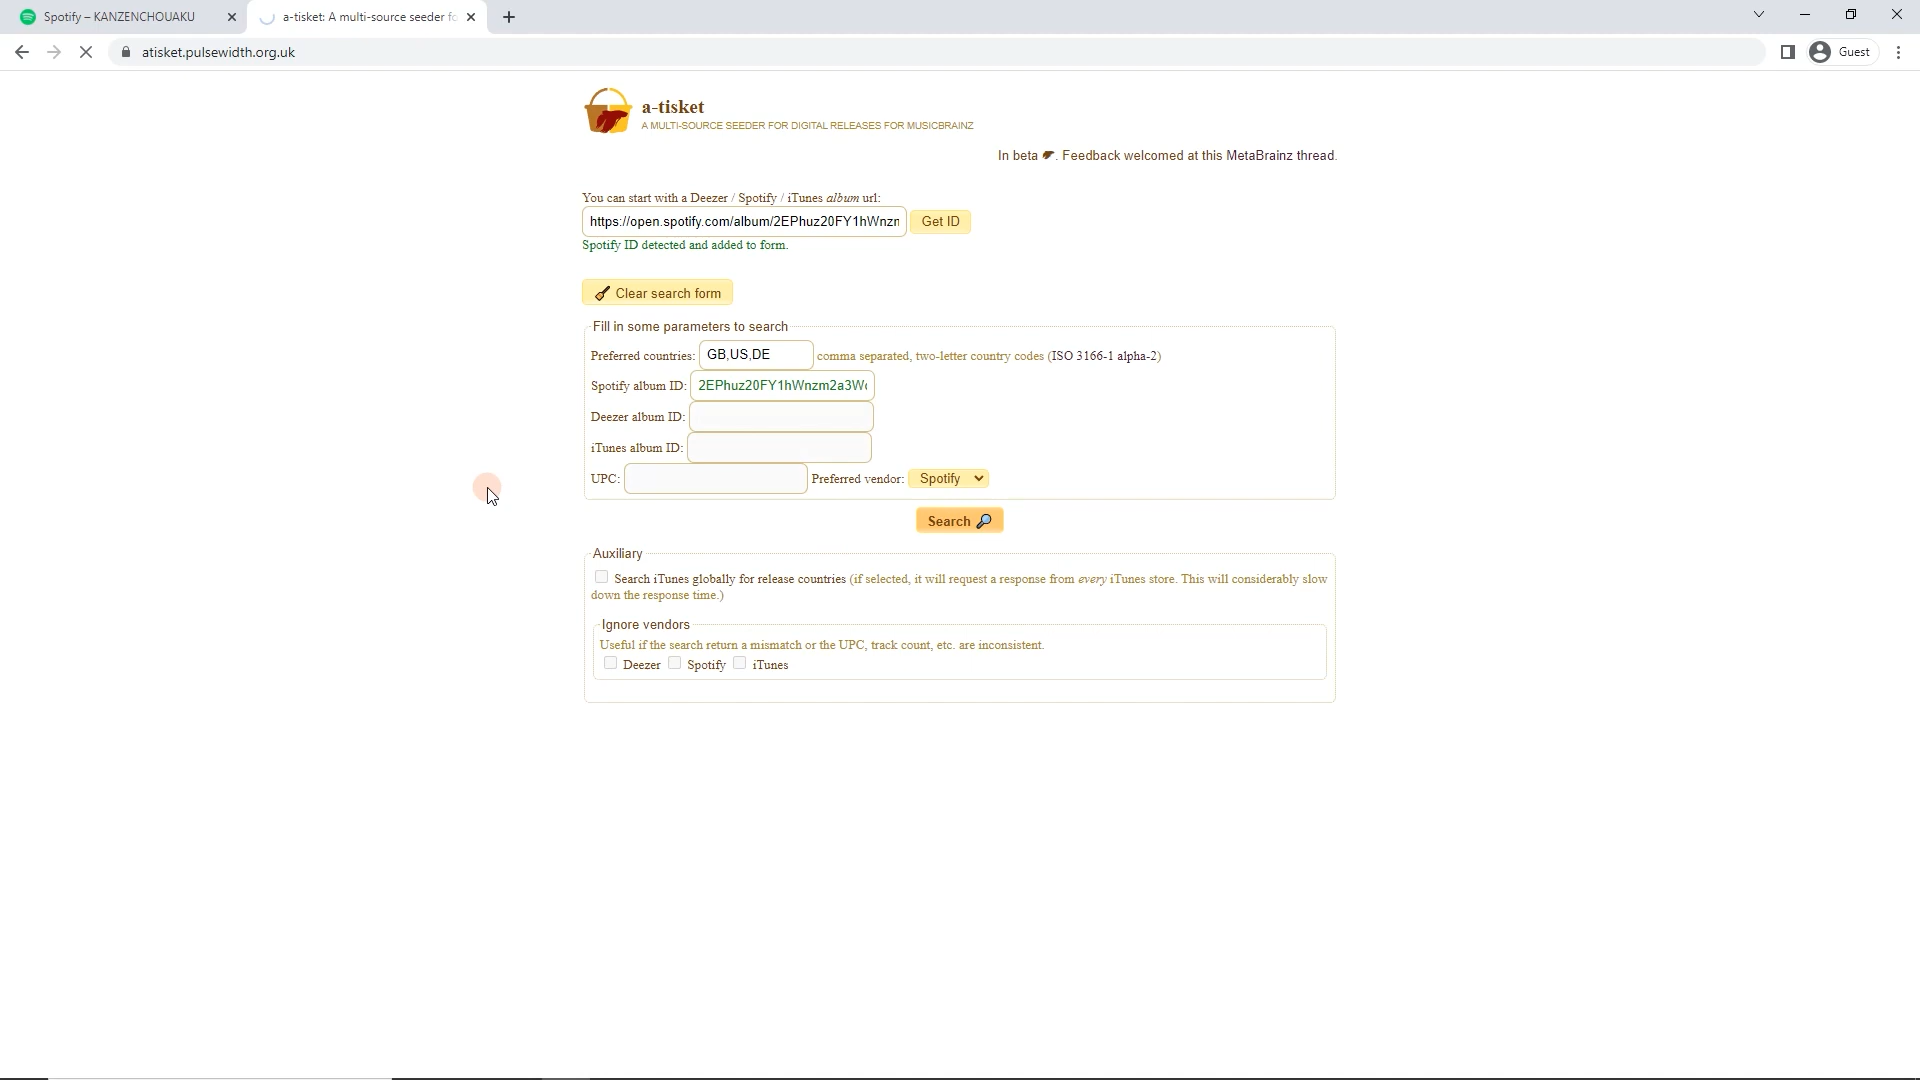 Spotify – KANZENCHOUAKU
a-tisket: A multi-source seeder fo
atisket.pulsewidth.org.uk
Guest
a-tisket
A MULTI-SOURCE SEEDER FOR DIGITAL RELEASES FOR MUSICBRAINZ
In beta . Feedback welcomed at this MetaBrainz thread.
You can start with a Deezer / Spotify / iTunes album url:
https://open.spotify.com/album/2EPhuz20FY1hWnzn Get ID
Spotify ID detected and added to form.
Clear search form
Fill in some parameters to search
Preferred countries: GB,US,DE comma separated, two-letter country codes (ISO 3166-1 alpha-2)
Spotify album ID: 2EPhuz20FY1hWnzm2a3W
Deezer album ID:
iTunes album ID:
UPC: Preferred vendor: Spotify
Search
Auxiliary
Search iTunes globally for release countries (if selected, it will request a response from every iTunes store. This will considerably slow
down the response time.)
Ignore vendors
Useful if the search return a mismatch or the UPC, track count, etc. are inconsistent.
Deezer Spotify iTunes